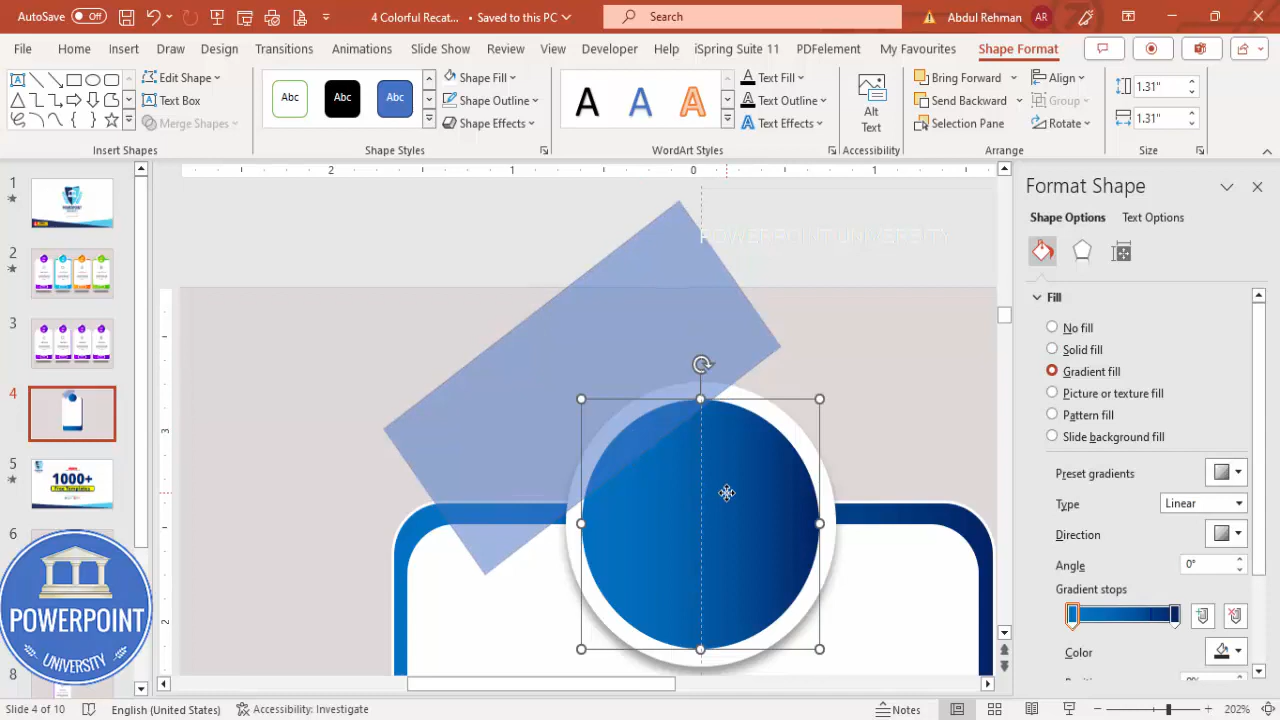 AutoSave Off 4 Colorful Recat... - Saved to this PC Search Abdul Rehman AR
File Home Insert Draw Design Transitions Animations Slide Show Review View Developer Help iSpring Suite 11 PDFelement My Favourites Shape Format
Edit Shape
Text Box
Merge Shapes
Insert Shapes
Abc Abc Abc
Shape Fill
Shape Outline
Shape Effects
Shape Styles
A A A
Text Fill
Text Outline
Text Effects
WordArt Styles
Alt
Text
Accessibility
Bring Forward
Send Backward
Selection Pane
Align
Group
Rotate
Arrange
1.31"
1.31"
Size
2 1 0 1
3
2
1
2
3
4
5
6
8
1000+
POWERPOINT UNIVERSITY
POWERPOINT
UNIVERSITY
Format Shape
Shape Options Text Options
Fill
No fill
Solid fill
Gradient fill
Picture or texture fill
Pattern fill
Slide background fill
Preset gradients
Type Linear
Direction
Angle 0°
Gradient stops
Color
Slide 4 of 10 English (United States) Accessibility: Investigate Notes 202%